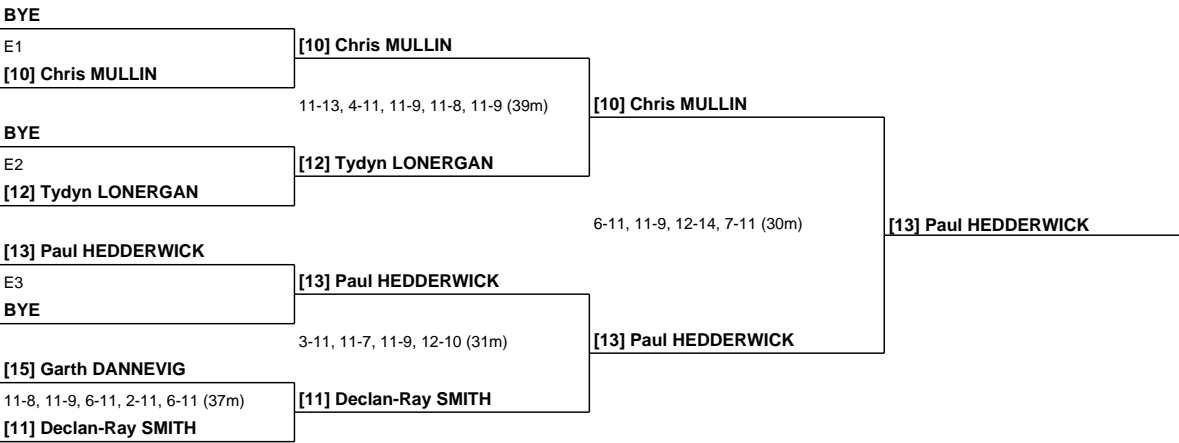 BYE
E1
[10] Chris MULLIN
BYE
E2
[12] Tydyn LONERGAN
[13] Paul HEDDERWICK
E3
BYE
[15] Garth DANNEVIG
11-8, 11-9, 6-11, 2-11, 6-11 (37m)
[11] Declan-Ray SMITH
[10] Chris MULLIN
11-13, 4-11, 11-9, 11-8, 11-9 (39m)
[12] Tydyn LONERGAN
[13] Paul HEDDERWICK
3-11, 11-7, 11-9, 12-10 (31m)
[11] Declan-Ray SMITH
[10] Chris MULLIN
6-11, 11-9, 12-14, 7-11 (30m)
[13] Paul HEDDERWICK
[13] Paul HEDDERWICK